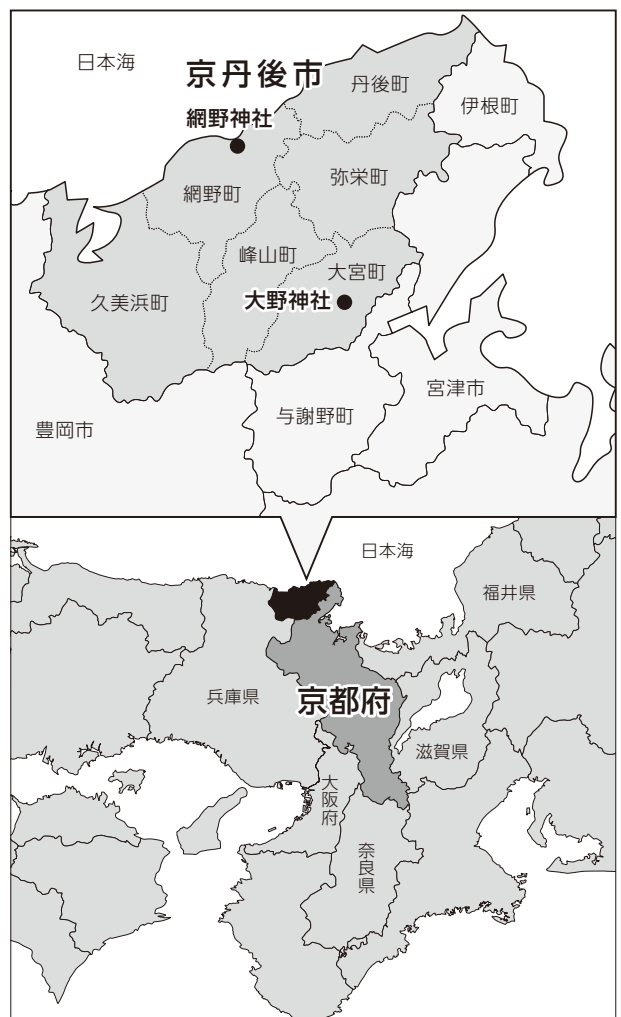 日本海
京丹後市
丹後町
伊根町
網野神社
弥栄町
網野町
峰山町
大宮町
久美浜町
大野神社
宮津市
与謝野町
豊岡市
日本海
福井県
兵庫県
京都府
滋賀県
大阪府
奈良県